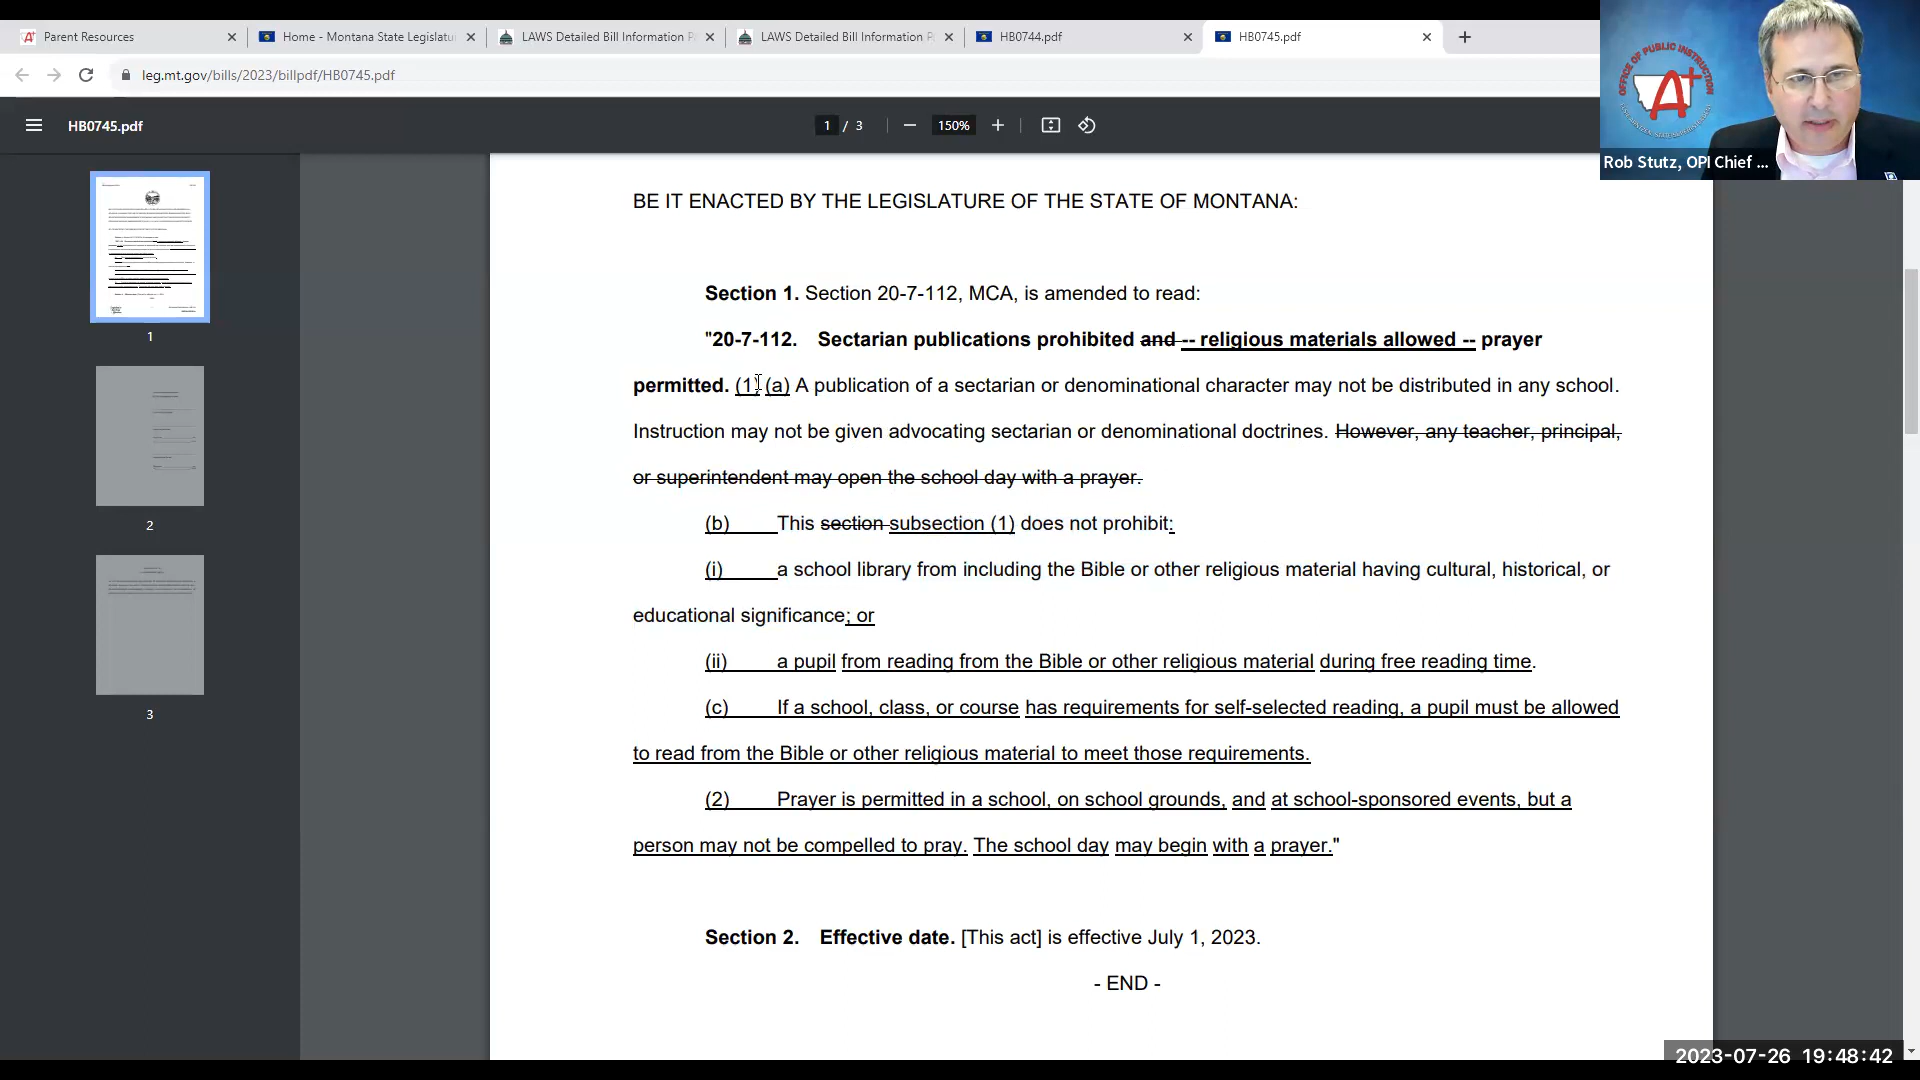 Parent Resources
Home - Montana State Legislatu
LAWS Detailed Bill Information P
LAWS Detailed Bill Information P
HB0744.pdf
HB0745.pdf
leg.mt.gov/bills/2023/billpdf/HB0745.pdf
HB0745.pdf
1 / 3
150%
OFFICE OF PUBLIC INSTRUCTION
A+
Rob Stutz, OPI Chief ...
1
2
3
BE IT ENACTED BY THE LEGISLATURE OF THE STATE OF MONTANA:
Section 1. Section 20-7-112, MCA, is amended to read:
"20-7-112. Sectarian publications prohibited and -- religious materials allowed -- prayer
permitted. (1) (a) A publication of a sectarian or denominational character may not be distributed in any school.
Instruction may not be given advocating sectarian or denominational doctrines. However, any teacher, principal,
or superintendent may open the school day with a prayer.
(b) This section subsection (1) does not prohibit:
(i) a school library from including the Bible or other religious material having cultural, historical, or
educational significance; or
(ii) a pupil from reading from the Bible or other religious material during free reading time.
(c) If a school, class, or course has requirements for self-selected reading, a pupil must be allowed
to read from the Bible or other religious material to meet those requirements.
(2) Prayer is permitted in a school, on school grounds, and at school-sponsored events, but a
person may not be compelled to pray. The school day may begin with a prayer."
Section 2. Effective date. [This act] is effective July 1, 2023.
- END -
2023-07-26 19:48:42